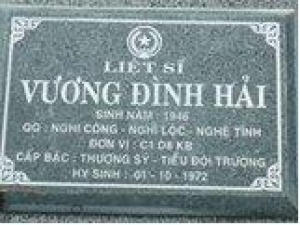 LIỆT SĨ
VƯƠNG ĐÌNH HẢI
SINH NĂM : 1946
QQ : NGHI CÔNG - NGHI LỘC - NGHỆ TĨNH
ĐƠN VỊ : C1 D8 KB
CẤP BẬC : THƯỢNG SỸ - TIỂU ĐỘI TRƯỞNG
HY SINH : 01 - 10 - 1972